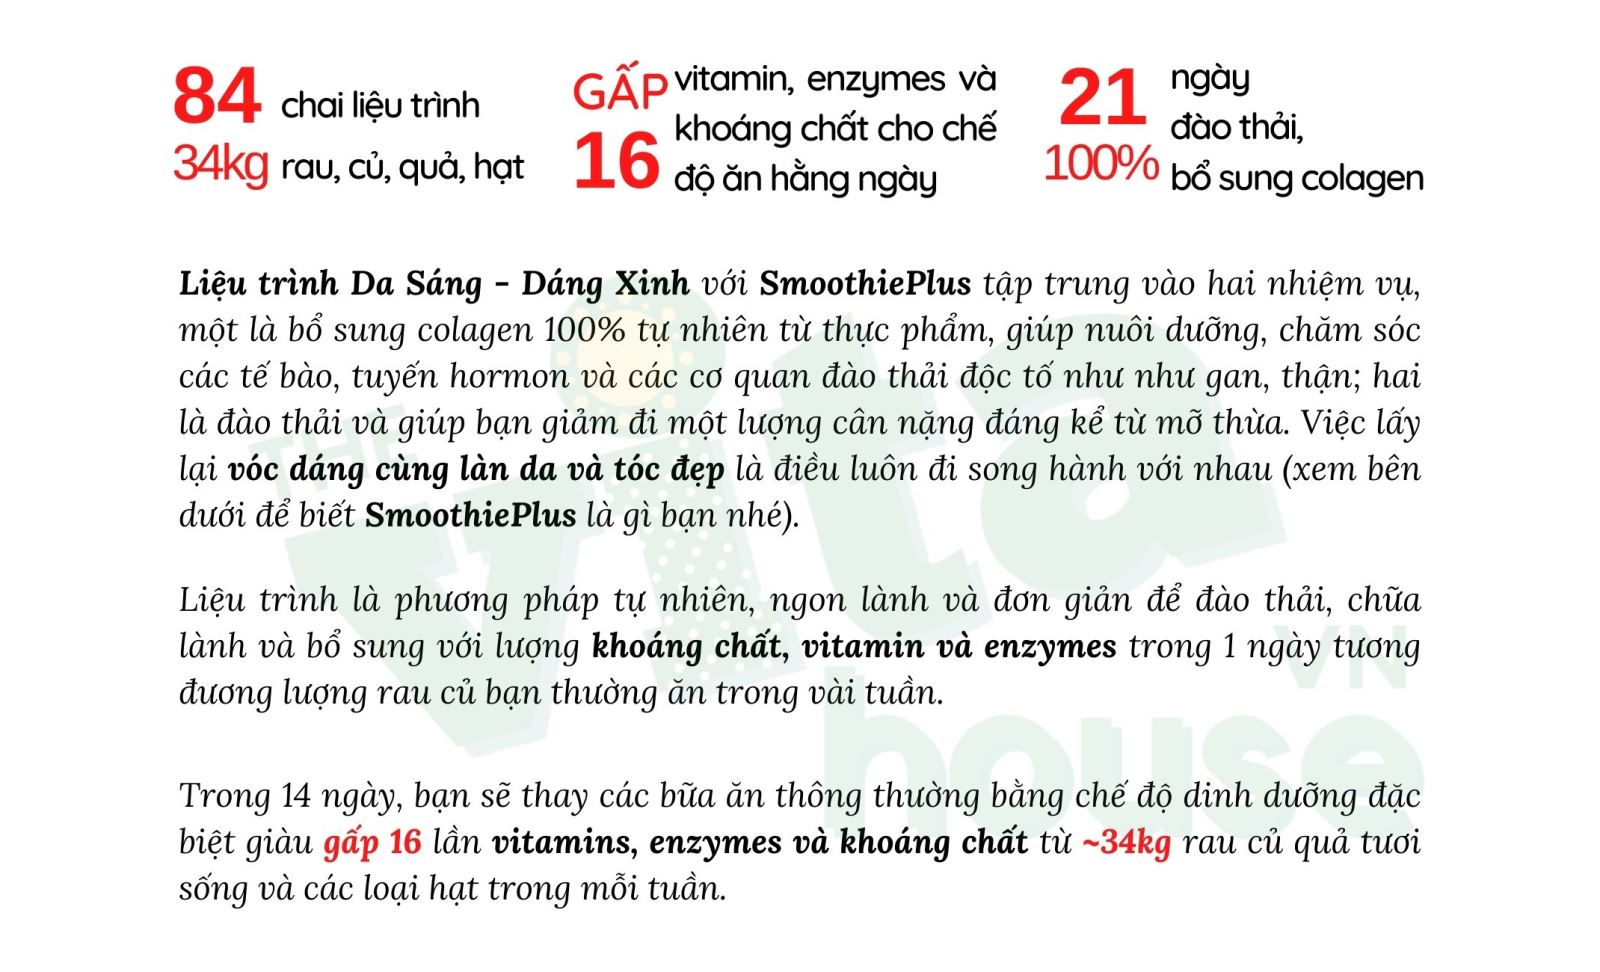 84 chai liệu trình
34kg rau, củ, quả, hạt
GẤP 16 vitamin, enzymes và
khoáng chất cho chế
độ ăn hằng ngày
21 ngày
đào thải,
100% bổ sung colagen
Liệu trình Da Sáng - Dáng Xinh với SmoothiePlus tập trung vào hai nhiệm vụ,
một là bổ sung colagen 100% tự nhiên từ thực phẩm, giúp nuôi dưỡng, chăm sóc
các tế bào, tuyến hormon và các cơ quan đào thải độc tố như như gan, thận; hai
là đào thải và giúp bạn giảm đi một lượng cân nặng đáng kể từ mỡ thừa. Việc lấy
lại vóc dáng cùng làn da và tóc đẹp là điều luôn đi song hành với nhau (xem bên
dưới để biết SmoothiePlus là gì bạn nhé).
Liệu trình là phương pháp tự nhiên, ngon lành và đơn giản để đào thải, chữa
lành và bổ sung với lượng khoáng chất, vitamin và enzymes trong 1 ngày tương
đương lượng rau củ bạn thường ăn trong vài tuần.
Trong 14 ngày, bạn sẽ thay các bữa ăn thông thường bằng chế độ dinh dưỡng đặc
biệt giàu gấp 16 lần vitamins, enzymes và khoáng chất từ ~34kg rau củ quả tươi
sống và các loại hạt trong mỗi tuần.
THE
vita
VN
house